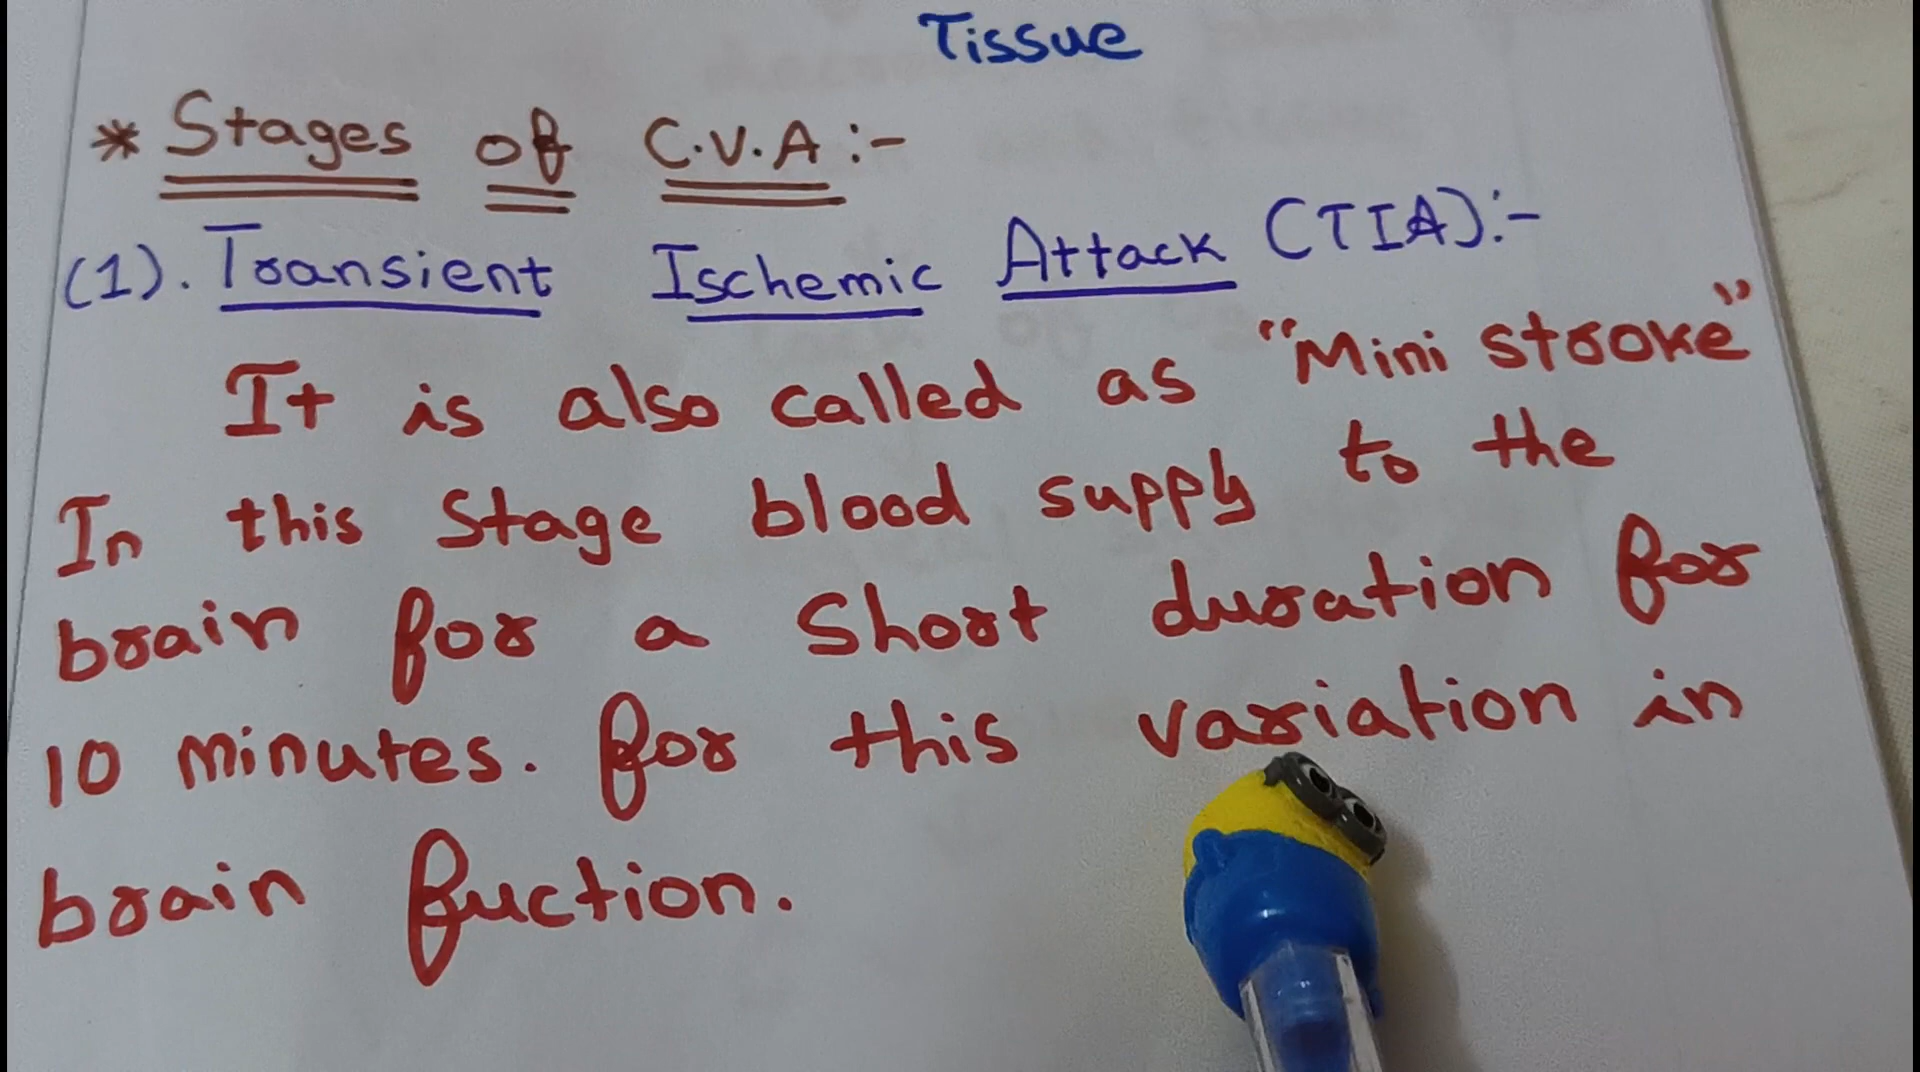 Tissue
* Stages of C.V.A :-
(1). Transient Ischemic Attack (TIA):-
It is also called as "Mini stroke"
In this Stage blood supply to the
brain for a Short duration for
10 minutes. for this variation in
brain fuction.